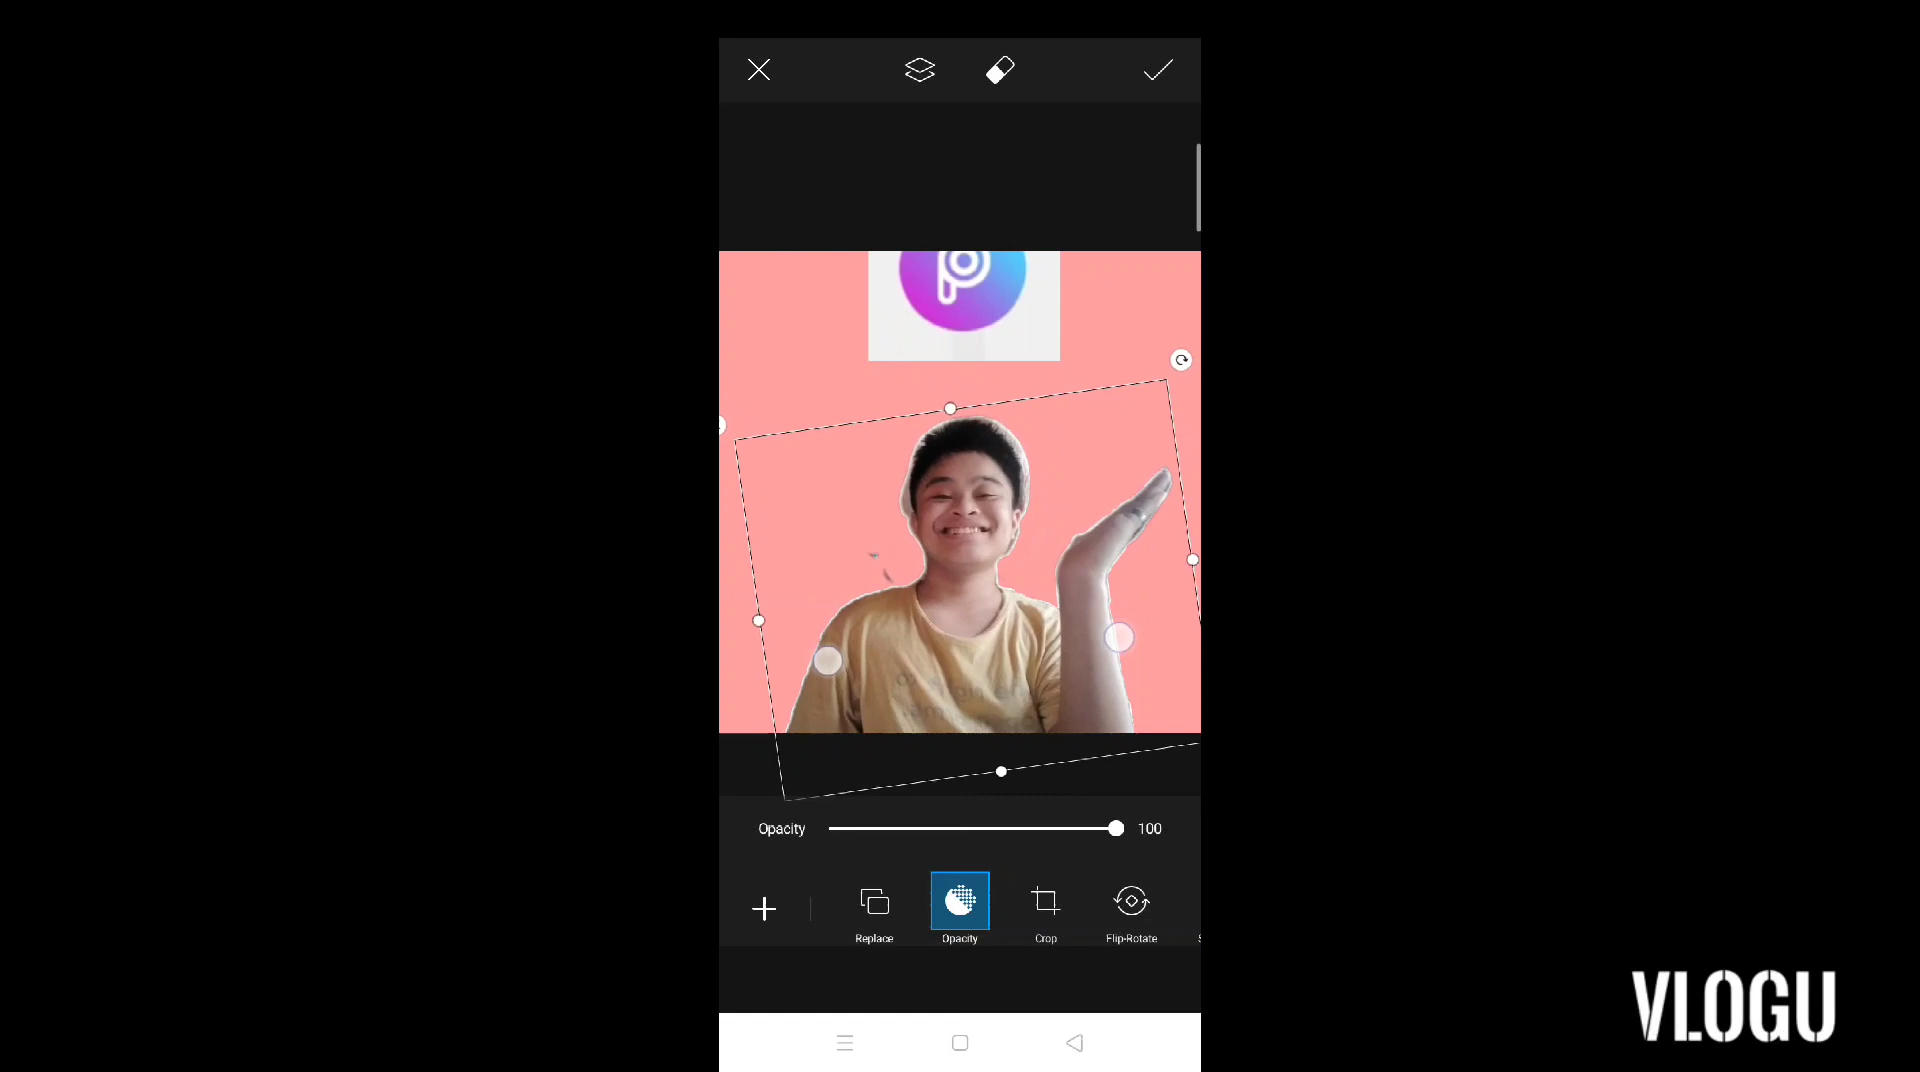 Opacity 100
Replace
Opacity
Crop
Flip-Rotate
VLOGU